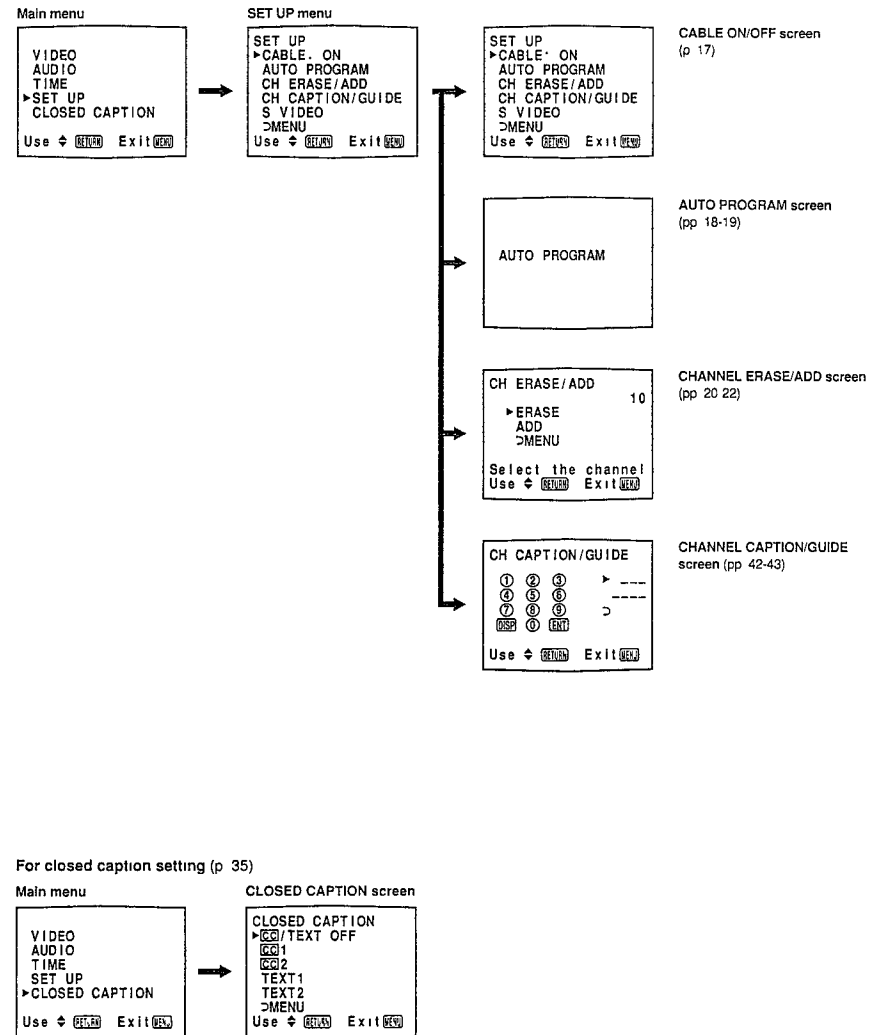 Main menu
VIDEO
AUDIO
TIME
▶SET UP
CLOSED CAPTION
Use ⬍ RETURN Exit MENU
SET UP menu
SET UP
▶CABLE. ON
AUTO PROGRAM
CH ERASE/ADD
CH CAPTION/GUIDE
S VIDEO
⊃MENU
Use ⬍ RETURN Exit MENU
SET UP
▶CABLE· ON
AUTO PROGRAM
CH ERASE/ADD
CH CAPTION/GUIDE
S VIDEO
⊃MENU
Use ⬍ RETURN Exit MENU
CABLE ON/OFF screen
(p 17)
AUTO PROGRAM
AUTO PROGRAM screen
(pp 18-19)
CH ERASE/ADD
10
▶ERASE
ADD
⊃MENU
Select the channel
Use ⬍ RETURN Exit MENU
CHANNEL ERASE/ADD screen
(pp 20 22)
CH CAPTION/GUIDE
① ② ③ ▶ ___
④ ⑤ ⑥ ____
⑦ ⑧ ⑨ ⊃
DISP ⓪ ENT
Use ⬍ RETURN Exit MENU
CHANNEL CAPTION/GUIDE
screen (pp 42-43)
For closed caption setting (p 35)
Main menu
VIDEO
AUDIO
TIME
SET UP
▶CLOSED CAPTION
Use ⬍ RETURN Exit MENU
CLOSED CAPTION screen
CLOSED CAPTION
▶CC/TEXT OFF
CC1
CC2
TEXT1
TEXT2
⊃MENU
Use ⬍ RETURN Exit MENU